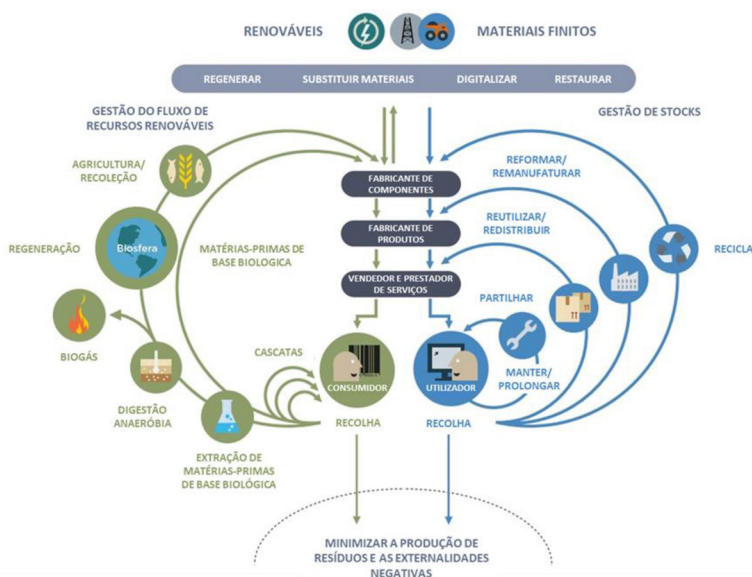 RENOVÁVEIS
MATERIAIS FINITOS
REGENERAR SUBSTITUIR MATERIAIS DIGITALIZAR RESTAURAR
GESTÃO DO FLUXO DE
RECURSOS RENOVÁVEIS
GESTÃO DE STOCKS
AGRICULTURA/
RECOLEÇÃO
REGENERAÇÃO
Biosfera
MATÉRIAS-PRIMAS DE
BASE BIOLOGICA
BIOGÁS
DIGESTÃO
ANAERÓBIA
EXTRAÇÃO DE
MATÉRIAS-PRIMAS
DE BASE BIOLÓGICA
CASCATAS
FABRICANTE DE
COMPONENTES
FABRICANTE DE
PRODUTOS
VENDEDOR E PRESTADOR
DE SERVIÇOS
CONSUMIDOR
UTILIZADOR
RECOLHA
RECOLHA
REFORMAR/
REMANUFATURAR
REUTILIZAR/
REDISTRIBUIR
RECICLA
PARTILHAR
MANTER/
PROLONGAR
MINIMIZAR A PRODUÇÃO DE
RESÍDUOS E AS EXTERNALIDADES
NEGATIVAS